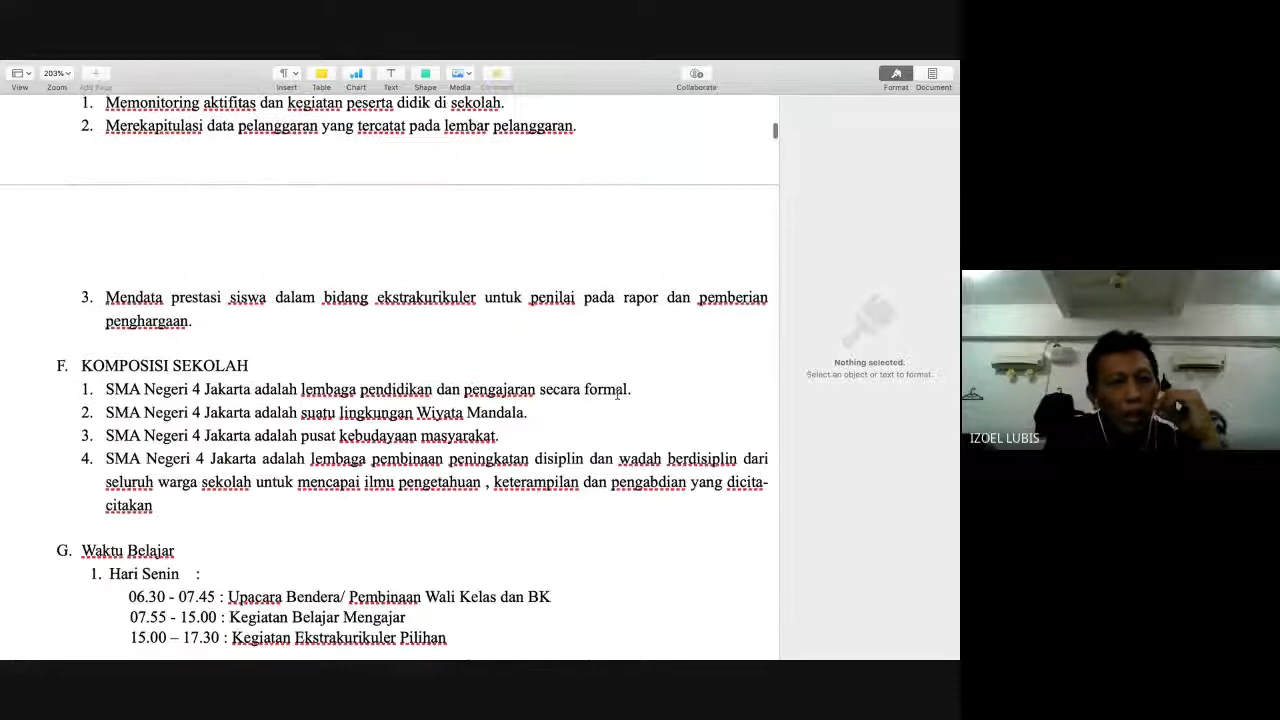 View
203%
Zoom
Add Page
Insert
Table
Chart
Text
Shape
Media
Comment
Collaborate
Format
Document
1. Memonitoring aktifitas dan kegiatan peserta didik di sekolah.
2. Merekapitulasi data pelanggaran yang tercatat pada lembar pelanggaran.
3. Mendata prestasi siswa dalam bidang ekstrakurikuler untuk penilai pada rapor dan pemberian
penghargaan.
F. KOMPOSISI SEKOLAH
1. SMA Negeri 4 Jakarta adalah lembaga pendidikan dan pengajaran secara formal.
2. SMA Negeri 4 Jakarta adalah suatu lingkungan Wiyata Mandala.
3. SMA Negeri 4 Jakarta adalah pusat kebudayaan masyarakat.
4. SMA Negeri 4 Jakarta adalah lembaga pembinaan peningkatan disiplin dan wadah berdisiplin dari
seluruh warga sekolah untuk mencapai ilmu pengetahuan , keterampilan dan pengabdian yang dicita-
citakan
G. Waktu Belajar
1. Hari Senin :
06.30 - 07.45 : Upacara Bendera/ Pembinaan Wali Kelas dan BK
07.55 - 15.00 : Kegiatan Belajar Mengajar
15.00 – 17.30 : Kegiatan Ekstrakurikuler Pilihan
Nothing selected.
Select an object or text to format.
IZOEL LUBIS